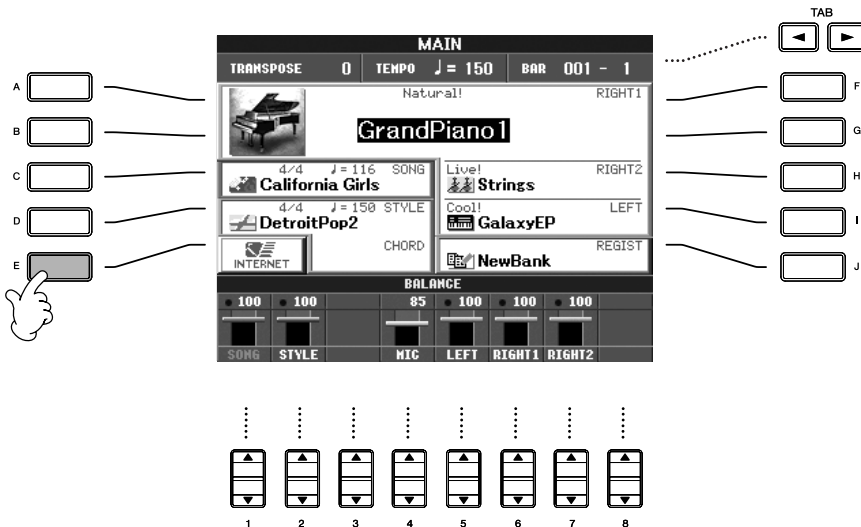 TAB
MAIN
TRANSPOSE 0 TEMPO ♩= 150 BAR 001 - 1
A
F
Natural! RIGHT1
B
G
GrandPiano1
C
H
4/4 ♩= 116 SONG
California Girls
Live! RIGHT2
Strings
D
I
4/4 ♩= 150 STYLE
DetroitPop2
Cool! LEFT
GalaxyEP
E
J
INTERNET
CHORD
REGIST
NewBank
BALANCE
100 100 85 100 100 100
SONG STYLE MIC LEFT RIGHT1 RIGHT2
1 2 3 4 5 6 7 8